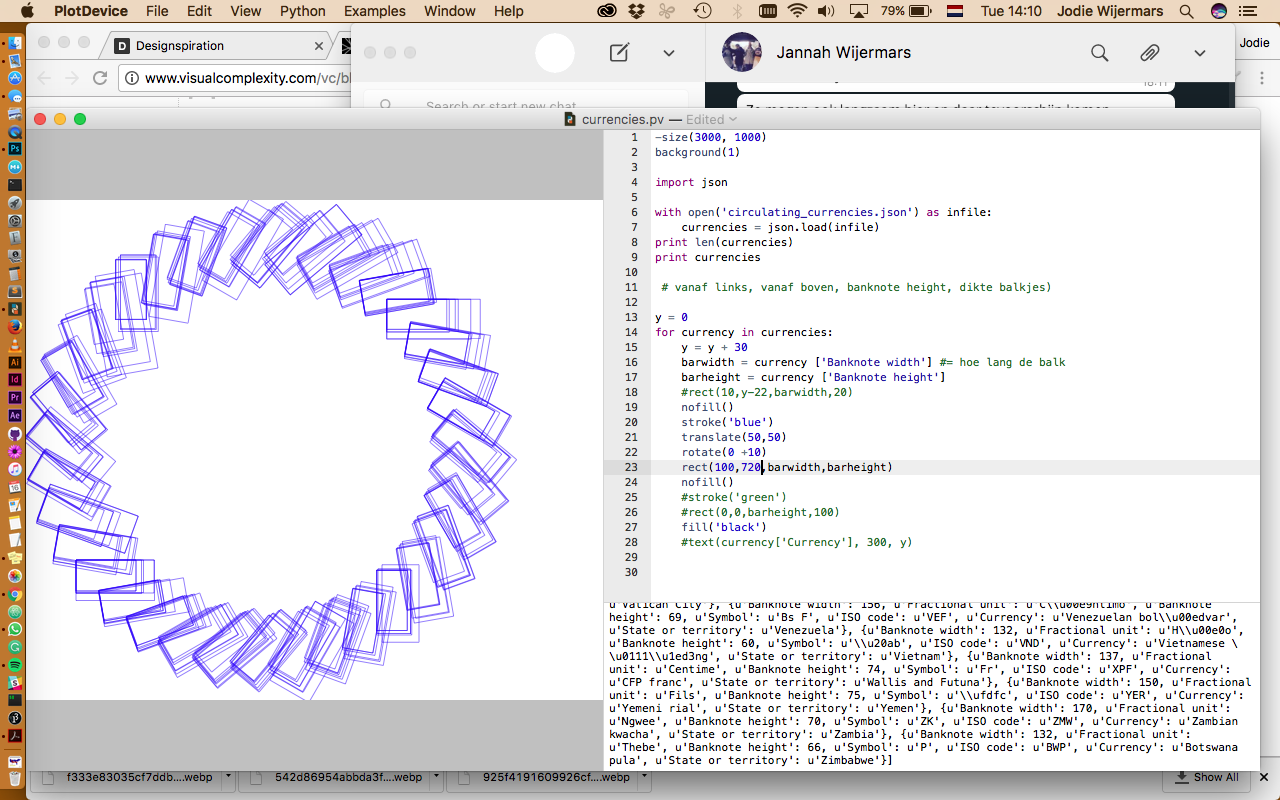 PlotDevice File Edit View Python Examples Window Help 79% Tue 14:10 Jodie Wijermars
Designspiration
Jannah Wijermars
Jodie
www.visualcomplexity.com/vc/bl
Search or start new chat
currencies.pv — Edited
1 -size(3000, 1000)
2 background(1)
3
4 import json
5
6 with open('circulating_currencies.json') as infile:
7 currencies = json.load(infile)
8 print len(currencies)
9 print currencies
10
11 # vanaf links, vanaf boven, banknote height, dikte balkjes)
12
13 y = 0
14 for currency in currencies:
15 y = y + 30
16 barwidth = currency ['Banknote width'] #= hoe lang de balk
17 barheight = currency ['Banknote height']
18 #rect(10,y-22,barwidth,20)
19 nofill()
20 stroke('blue')
21 translate(50,50)
22 rotate(0 +10)
23 rect(100,720,barwidth,barheight)
24 nofill()
25 #stroke('green')
26 #rect(0,0,barheight,100)
27 fill('black')
28 #text(currency['Currency'], 300, y)
29
30
u'Vatican City'}, {u'Banknote width': 156, u'Fractional unit': u'C\\u00e9ntimo', u'Banknote
height': 69, u'Symbol': u'Bs F', u'ISO code': u'VEF', u'Currency': u'Venezuelan bol\\u00edvar',
u'State or territory': u'Venezuela'}, {u'Banknote width': 132, u'Fractional unit': u'H\\u00e0o',
u'Banknote height': 60, u'Symbol': u'\\u20ab', u'ISO code': u'VND', u'Currency': u'Vietnamese \
\u0111\\u1ed3ng', u'State or territory': u'Vietnam'}, {u'Banknote width': 137, u'Fractional
unit': u'Centime', u'Banknote height': 74, u'Symbol': u'Fr', u'ISO code': u'XPF', u'Currency':
u'CFP franc', u'State or territory': u'Wallis and Futuna'}, {u'Banknote width': 150, u'Fractional
unit': u'Fils', u'Banknote height': 75, u'Symbol': u'\\ufdfc', u'ISO code': u'YER', u'Currency':
u'Yemeni rial', u'State or territory': u'Yemen'}, {u'Banknote width': 170, u'Fractional unit':
u'Ngwee', u'Banknote height': 70, u'Symbol': u'ZK', u'ISO code': u'ZMW', u'Currency': u'Zambian
kwacha', u'State or territory': u'Zambia'}, {u'Banknote width': 132, u'Fractional unit':
u'Thebe', u'Banknote height': 66, u'Symbol': u'P', u'ISO code': u'BWP', u'Currency': u'Botswana
pula', u'State or territory': u'Zimbabwe'}]
f333e83035cf7ddb....webp 542d86954abbda3f....webp 925f4191609926cf....webp Show All